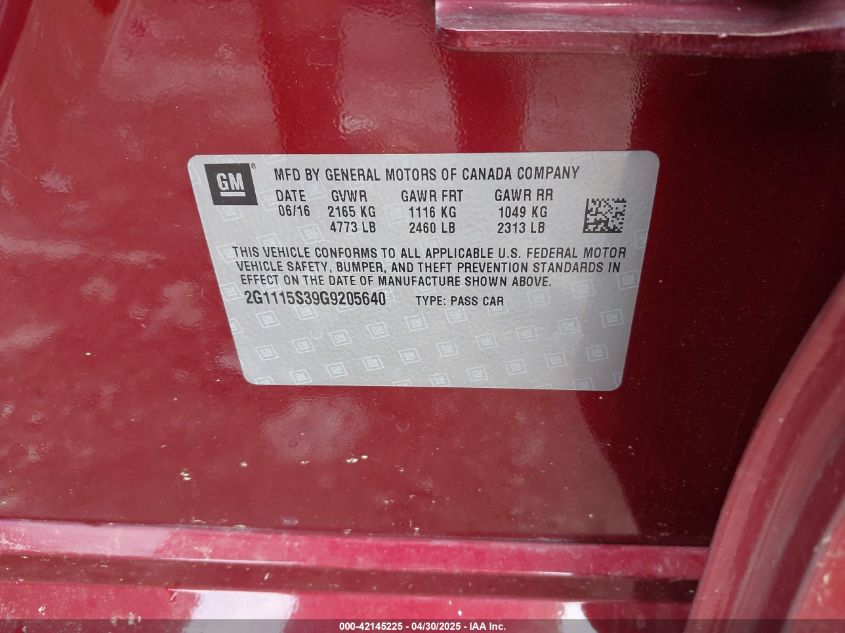 GM ® MFD BY GENERAL MOTORS OF CANADA COMPANY
DATE GVWR GAWR FRT GAWR RR
06/16 2165 KG 1116 KG 1049 KG
4773 LB 2460 LB 2313 LB
THIS VEHICLE CONFORMS TO ALL APPLICABLE U.S. FEDERAL MOTOR
VEHICLE SAFETY, BUMPER, AND THEFT PREVENTION STANDARDS IN
EFFECT ON THE DATE OF MANUFACTURE SHOWN ABOVE.
2G1115S39G9205640 TYPE: PASS CAR
000-42145225 - 04/30/2025 - IAA Inc.